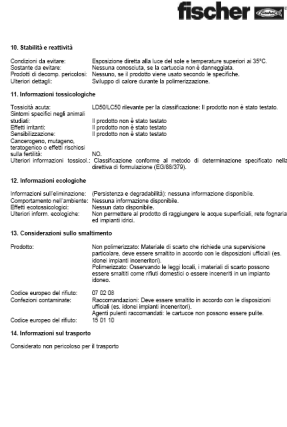 fischer
10. Stabilità e reattività
Condizioni da evitare: Esposizione diretta alla luce del sole e temperature superiori ai 35°C.
Sostante da evitare: Nessuna conosciuta, se la cartuccia non è danneggiata.
Prodotti di decomp. pericolosi: Nessuno, se il prodotto viene usato secondo le specifiche.
Ulteriori dettagli: Sviluppo di calore durante la polimerizzazione.
11. Informazioni tossicologiche
Tossicità acuta: LD50/LC50 rilevante per la classificazione: Il prodotto non è stato testato.
Sintomi specifici negli animali
studiati: Il prodotto non è stato testato
Effetti irritanti: Il prodotto non è stato testato
Sensibilizzazione: Il prodotto non è stato testato
Cancerogeno, mutageno,
teratogenico o effetti rischiosi
sulla fertilità: NO.
Ulteriori informazioni tossicol.: Classificazione conforme al metodo di determinazione specificato nella
direttiva di formulazione (EG/88/379).
12. Informazioni ecologiche
Informazioni sull'eliminazione: (Persistenza e degradabilità): nessuna informazione disponibile.
Comportamento nell'ambiente: Nessuna informazione disponibile.
Effetti ecotossicologici: Nessun dato disponibile.
Ulteriori inform. ecologiche: Non permettere al prodotto di raggiungere le acque superficiali, rete fognaria
ed impianti idrici.
13. Considerazioni sullo smaltimento
Prodotto: Non polimerizzato: Materiale di scarto che richiede una supervisione
particolare, deve essere smaltito in accordo con le disposizioni ufficiali (es.
idonei impianti inceneritori).
Polimerizzato: Osservando le leggi locali, i materiali di scarto possono
essere smaltiti come rifiuti domestici o essere inceneriti in un impianto
idoneo.
Codice europeo del rifiuto: 07 02 08
Confezioni contaminate: Raccomandazioni: Deve essere smaltito in accordo con le disposizioni
ufficiali (es. idonei impianti inceneritori).
Agenti pulenti raccomandati: le cartucce non possono essere pulite.
Codice europeo del rifiuto: 15 01 10
14. Informazioni sul trasporto
Considerato non pericoloso per il trasporto